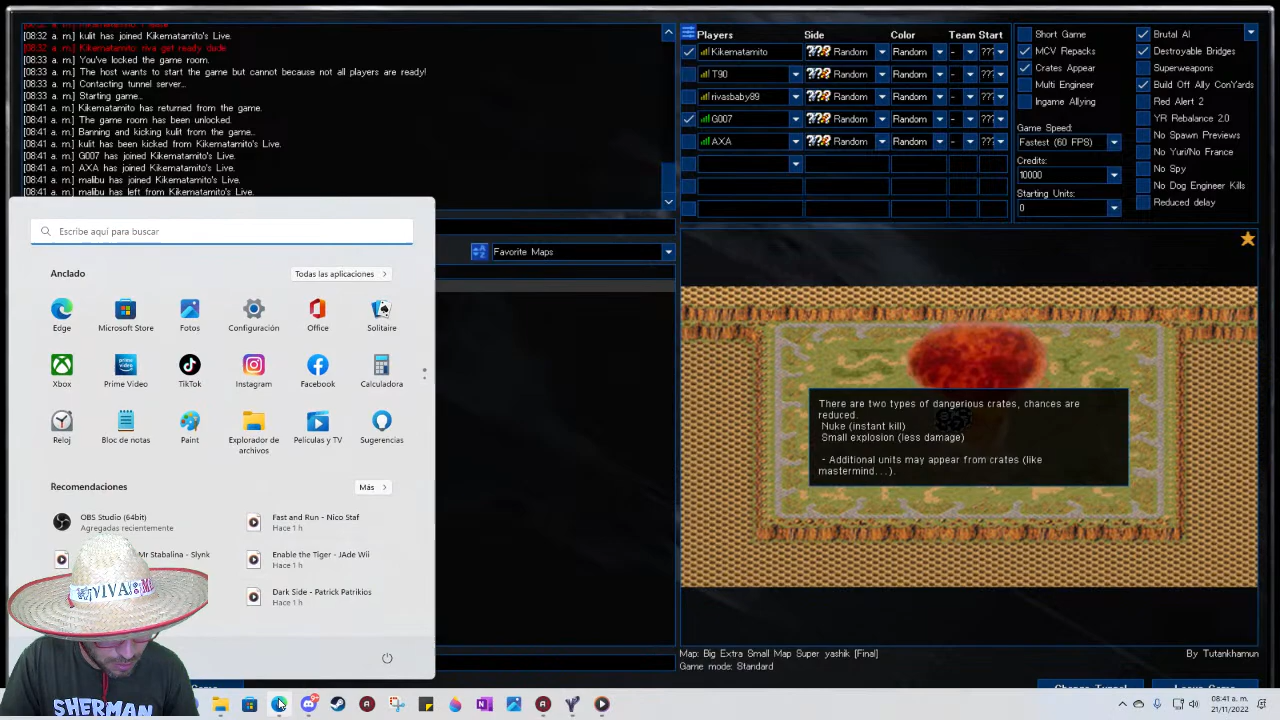 [08:32 a. m.] kulit has joined Kikematamito's Live.
[08:32 a. m.] Kikematamito: riva get ready dude
[08:33 a. m.] You've locked the game room.
[08:33 a. m.] The host wants to start the game but cannot because not all players are ready!
[08:33 a. m.] Contacting tunnel server...
[08:33 a. m.] Starting game...
[08:41 a. m.] Kikematamito has returned from the game.
[08:41 a. m.] The game room has been unlocked.
[08:41 a. m.] Banning and kicking kulit from the game...
[08:41 a. m.] kulit has been kicked from Kikematamito's Live.
[08:41 a. m.] G007 has joined Kikematamito's Live.
[08:41 a. m.] AXA has joined Kikematamito's Live.
[08:41 a. m.] malibu has joined Kikematamito's Live.
[08:41 a. m.] malibu has left from Kikematamito's Live.
Players Side Color Team Start
Kikematamito ??? Random Random - ???
T90 ??? Random Random - ???
rivasbaby89 ??? Random Random - ???
G007 ??? Random Random - ???
AXA ??? Random Random - ???
Short Game
MCV Repacks
Crates Appear
Multi Engineer
Ingame Allying
Game Speed:
Fastest (60 FPS)
Credits:
10000
Starting Units:
0
Brutal AI
Destroyable Bridges
Superweapons
Build Off Ally ConYards
Red Alert 2
YR Rebalance 2.0
No Spawn Previews
No Yuri/No France
No Spy
No Dog Engineer Kills
Reduced delay
Favorite Maps
Escribe aquí para buscar
Anclado Todas las aplicaciones >
Edge Microsoft Store Fotos Configuración Office Solitaire
Xbox Prime Video TikTok Instagram Facebook Calculadora
Reloj Bloc de notas Paint Explorador de archivos Películas y TV Sugerencias
Recomendaciones Más >
OBS Studio (64bit)
Agregadas recientemente
Fast and Run - Nico Staf
Hace 1 h
Mr Stabalina - Slynk
Enable the Tiger - JAde Wii
Hace 1 h
Dark Side - Patrick Patrikios
Hace 1 h
There are two types of dangerious crates, chances are
reduced.
Nuke (instant kill)
Small explosion (less damage)
- Additional units may appear from crates (like
mastermind...).
Map: Big Extra Small Map Super yashik [Final]
Game mode: Standard
By Tutankhamun
Change Tunnel
Leave Game
SHERMAN
08:41 a. m.
21/11/2022